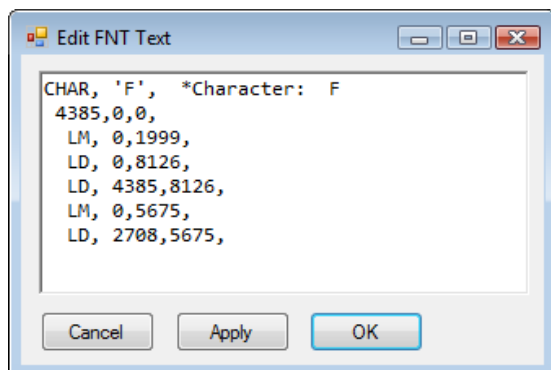 Edit FNT Text
CHAR, 'F',  *Character:  F
 4385,0,0,
  LM, 0,1999,
  LD, 0,8126,
  LD, 4385,8126,
  LM, 0,5675,
  LD, 2708,5675,
Cancel Apply OK